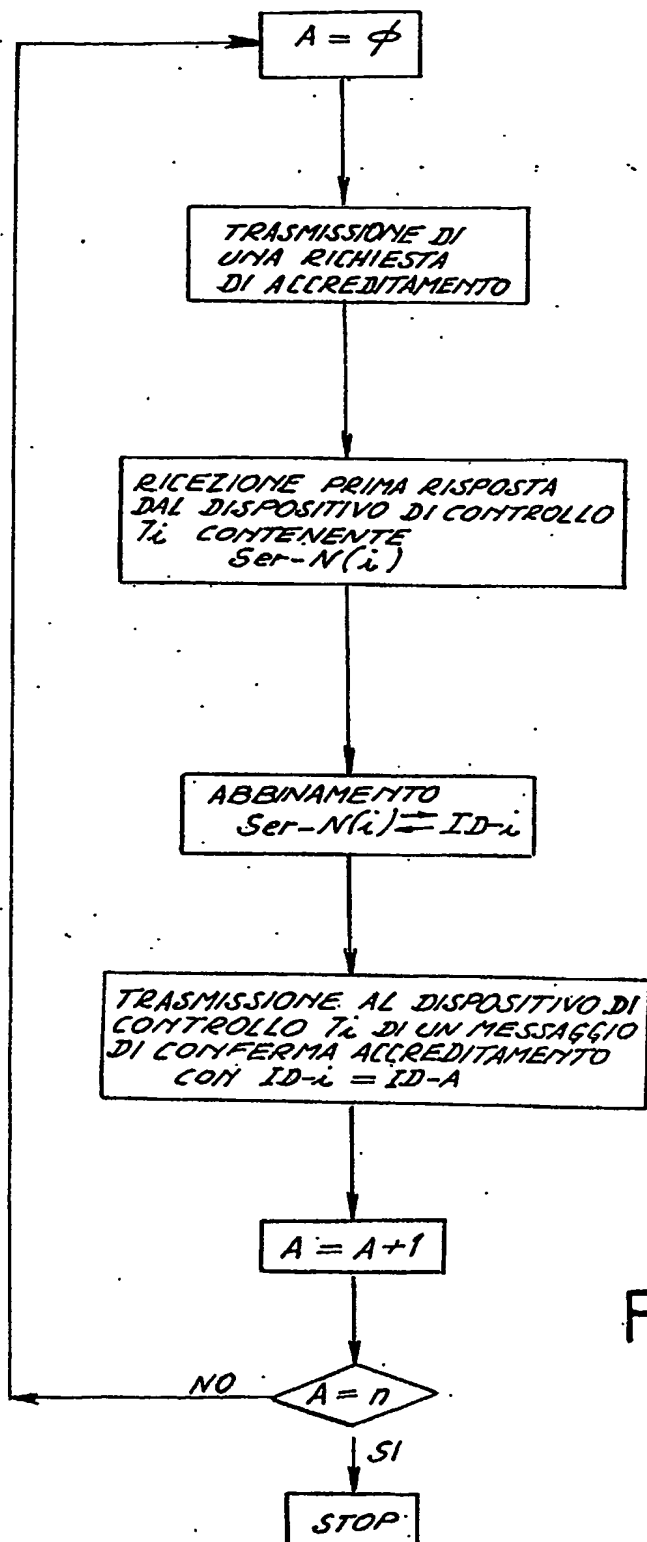 A = ϕ
TRASMISSIONE DI
UNA RICHIESTA
DI ACCREDITAMENTO
RICEZIONE PRIMA RISPOSTA
DAL DISPOSITIVO DI CONTROLLO
7i CONTENENTE
Ser-N(i)
ABBINAMENTO
Ser-N(i) ⇄ ID-i
TRASMISSIONE AL DISPOSITIVO DI
CONTROLLO 7i DI UN MESSAGGIO
DI CONFERMA ACCREDITAMENTO
CON ID-i = ID-A
A = A+1
F
NO
A = n
SI
STOP